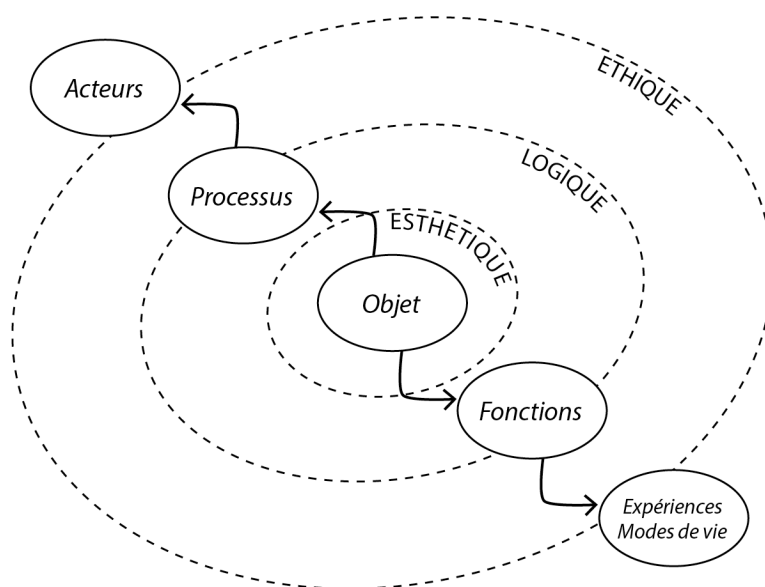 ETHIQUE
Acteurs
LOGIQUE
Processus
ESTHETIQUE
Objet
Fonctions
Expériences
Modes de vie